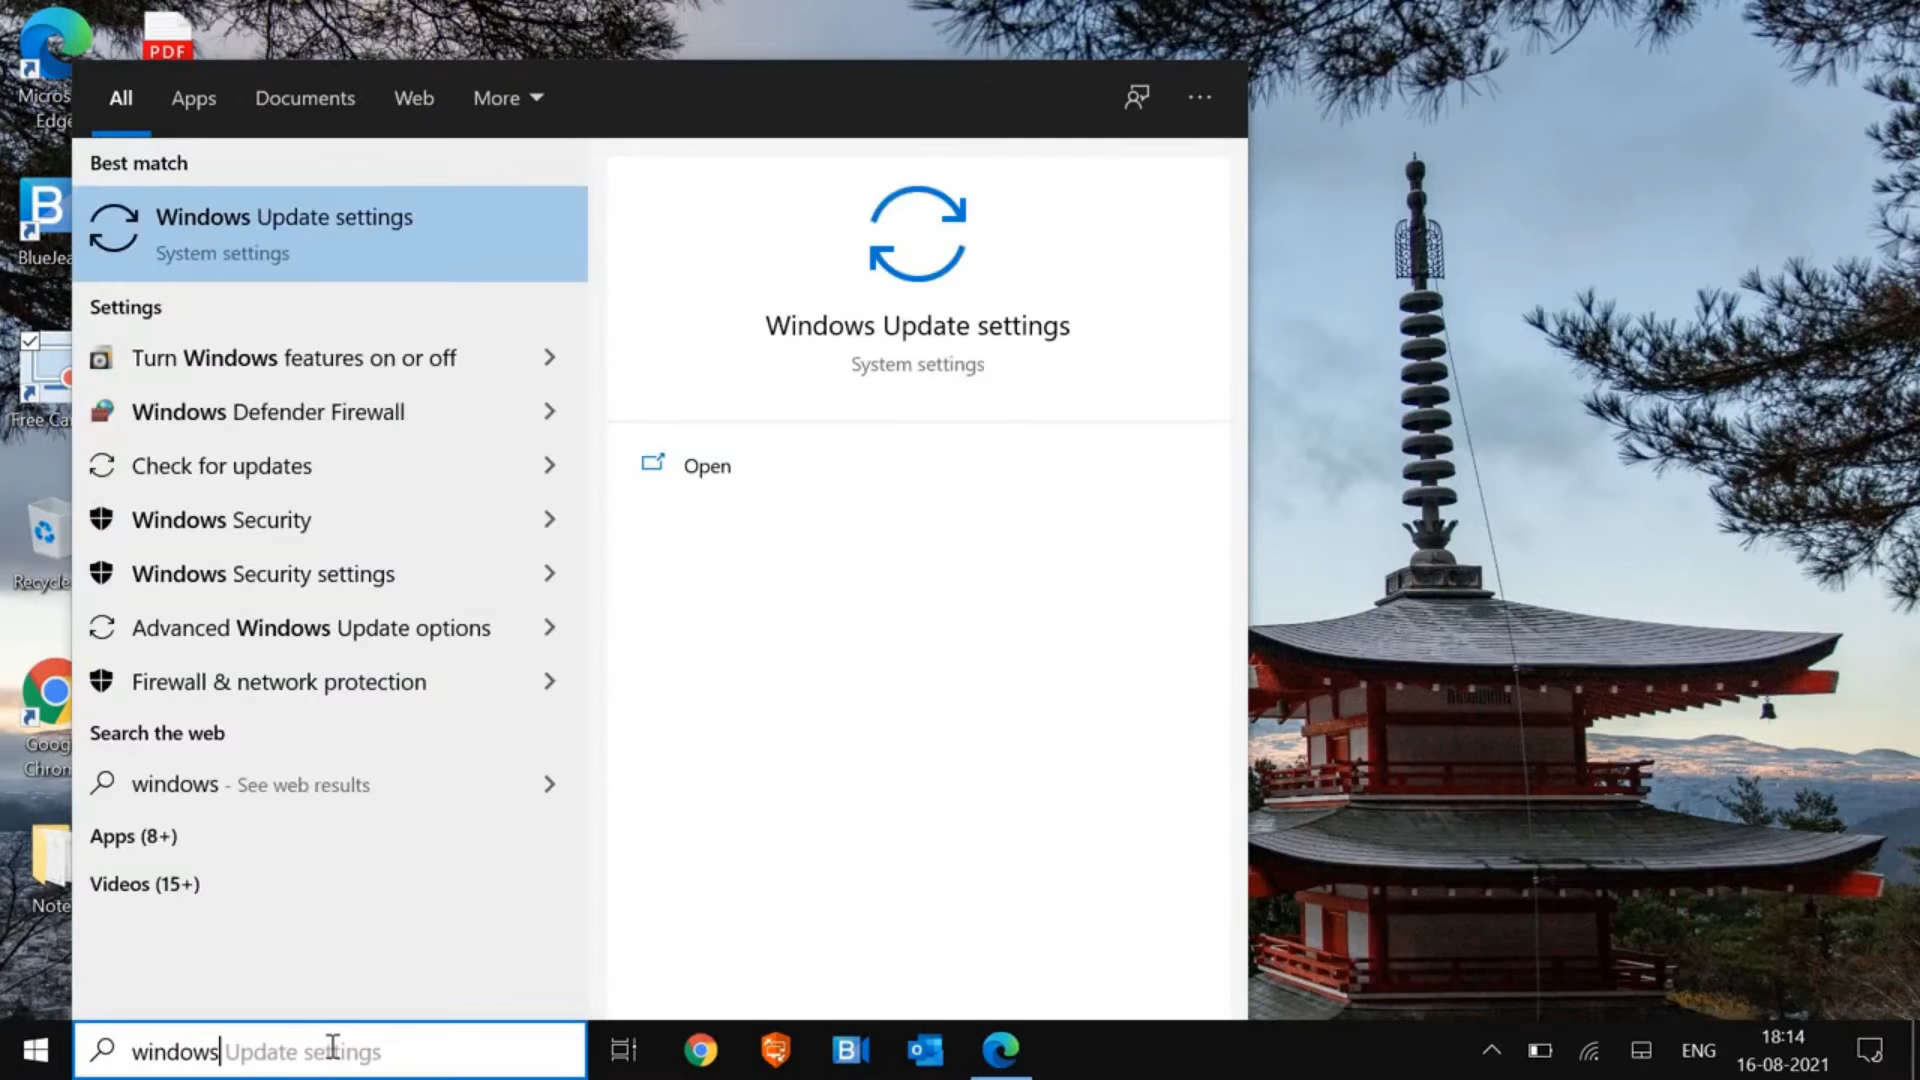 PDF
Micros
Edge
All
Apps
Documents
Web
More
Best match
Windows Update settings
System settings
Windows Update settings
System settings
Open
B
BlueJea
Settings
Turn Windows features on or off
Windows Defender Firewall
Check for updates
Free Ca
Windows Security
Windows Security settings
Recycle
Advanced Windows Update options
Firewall & network protection
Search the web
Goog
Chrom
windows - See web results
Apps (8+)
Videos (15+)
Note
windows Update settings
B
o
ENG
18:14
16-08-2021